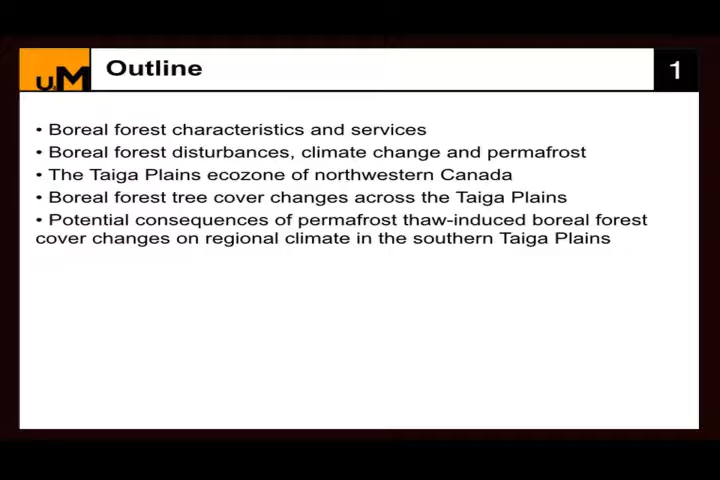 UdM
Outline
1
• Boreal forest characteristics and services
• Boreal forest disturbances, climate change and permafrost
• The Taiga Plains ecozone of northwestern Canada
• Boreal forest tree cover changes across the Taiga Plains
• Potential consequences of permafrost thaw-induced boreal forest
cover changes on regional climate in the southern Taiga Plains